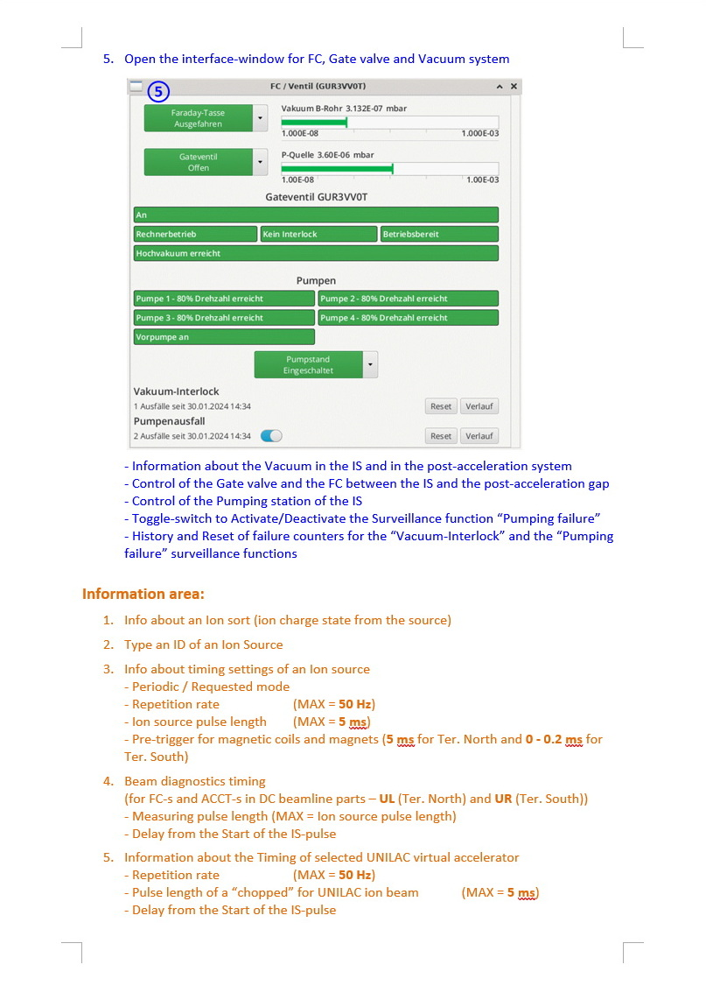 5. Open the interface-window for FC, Gate valve and Vacuum system
5
FC / Ventil (GUR3VV0T)
Faraday-Tasse
Ausgefahren
Vakuum B-Rohr 3.132E-07 mbar
1.000E-08 1.000E-03
Gateventil
Offen
P-Quelle 3.60E-06 mbar
1.00E-08 1.00E-03
Gateventil GUR3VV0T
An
Rechnerbetrieb Kein Interlock Betriebsbereit
Hochvakuum erreicht
Pumpen
Pumpe 1 - 80% Drehzahl erreicht Pumpe 2 - 80% Drehzahl erreicht
Pumpe 3 - 80% Drehzahl erreicht Pumpe 4 - 80% Drehzahl erreicht
Vorpumpe an
Pumpstand
Eingeschaltet
Vakuum-Interlock
1 Ausfälle seit 30.01.2024 14:34 Reset Verlauf
Pumpenausfall
2 Ausfälle seit 30.01.2024 14:34 Reset Verlauf
- Information about the Vacuum in the IS and in the post-acceleration system
- Control of the Gate valve and the FC between the IS and the post-acceleration gap
- Control of the Pumping station of the IS
- Toggle-switch to Activate/Deactivate the Surveillance function “Pumping failure”
- History and Reset of failure counters for the “Vacuum-Interlock” and the “Pumping
failure” surveillance functions
Information area:
1. Info about an Ion sort (ion charge state from the source)
2. Type an ID of an Ion Source
3. Info about timing settings of an Ion source
- Periodic / Requested mode
- Repetition rate (MAX = 50 Hz)
- Ion source pulse length (MAX = 5 ms)
- Pre-trigger for magnetic coils and magnets (5 ms for Ter. North and 0 - 0.2 ms for
Ter. South)
4. Beam diagnostics timing
(for FC-s and ACCT-s in DC beamline parts – UL (Ter. North) and UR (Ter. South))
- Measuring pulse length (MAX = Ion source pulse length)
- Delay from the Start of the IS-pulse
5. Information about the Timing of selected UNILAC virtual accelerator
- Repetition rate (MAX = 50 Hz)
- Pulse length of a “chopped” for UNILAC ion beam (MAX = 5 ms)
- Delay from the Start of the IS-pulse